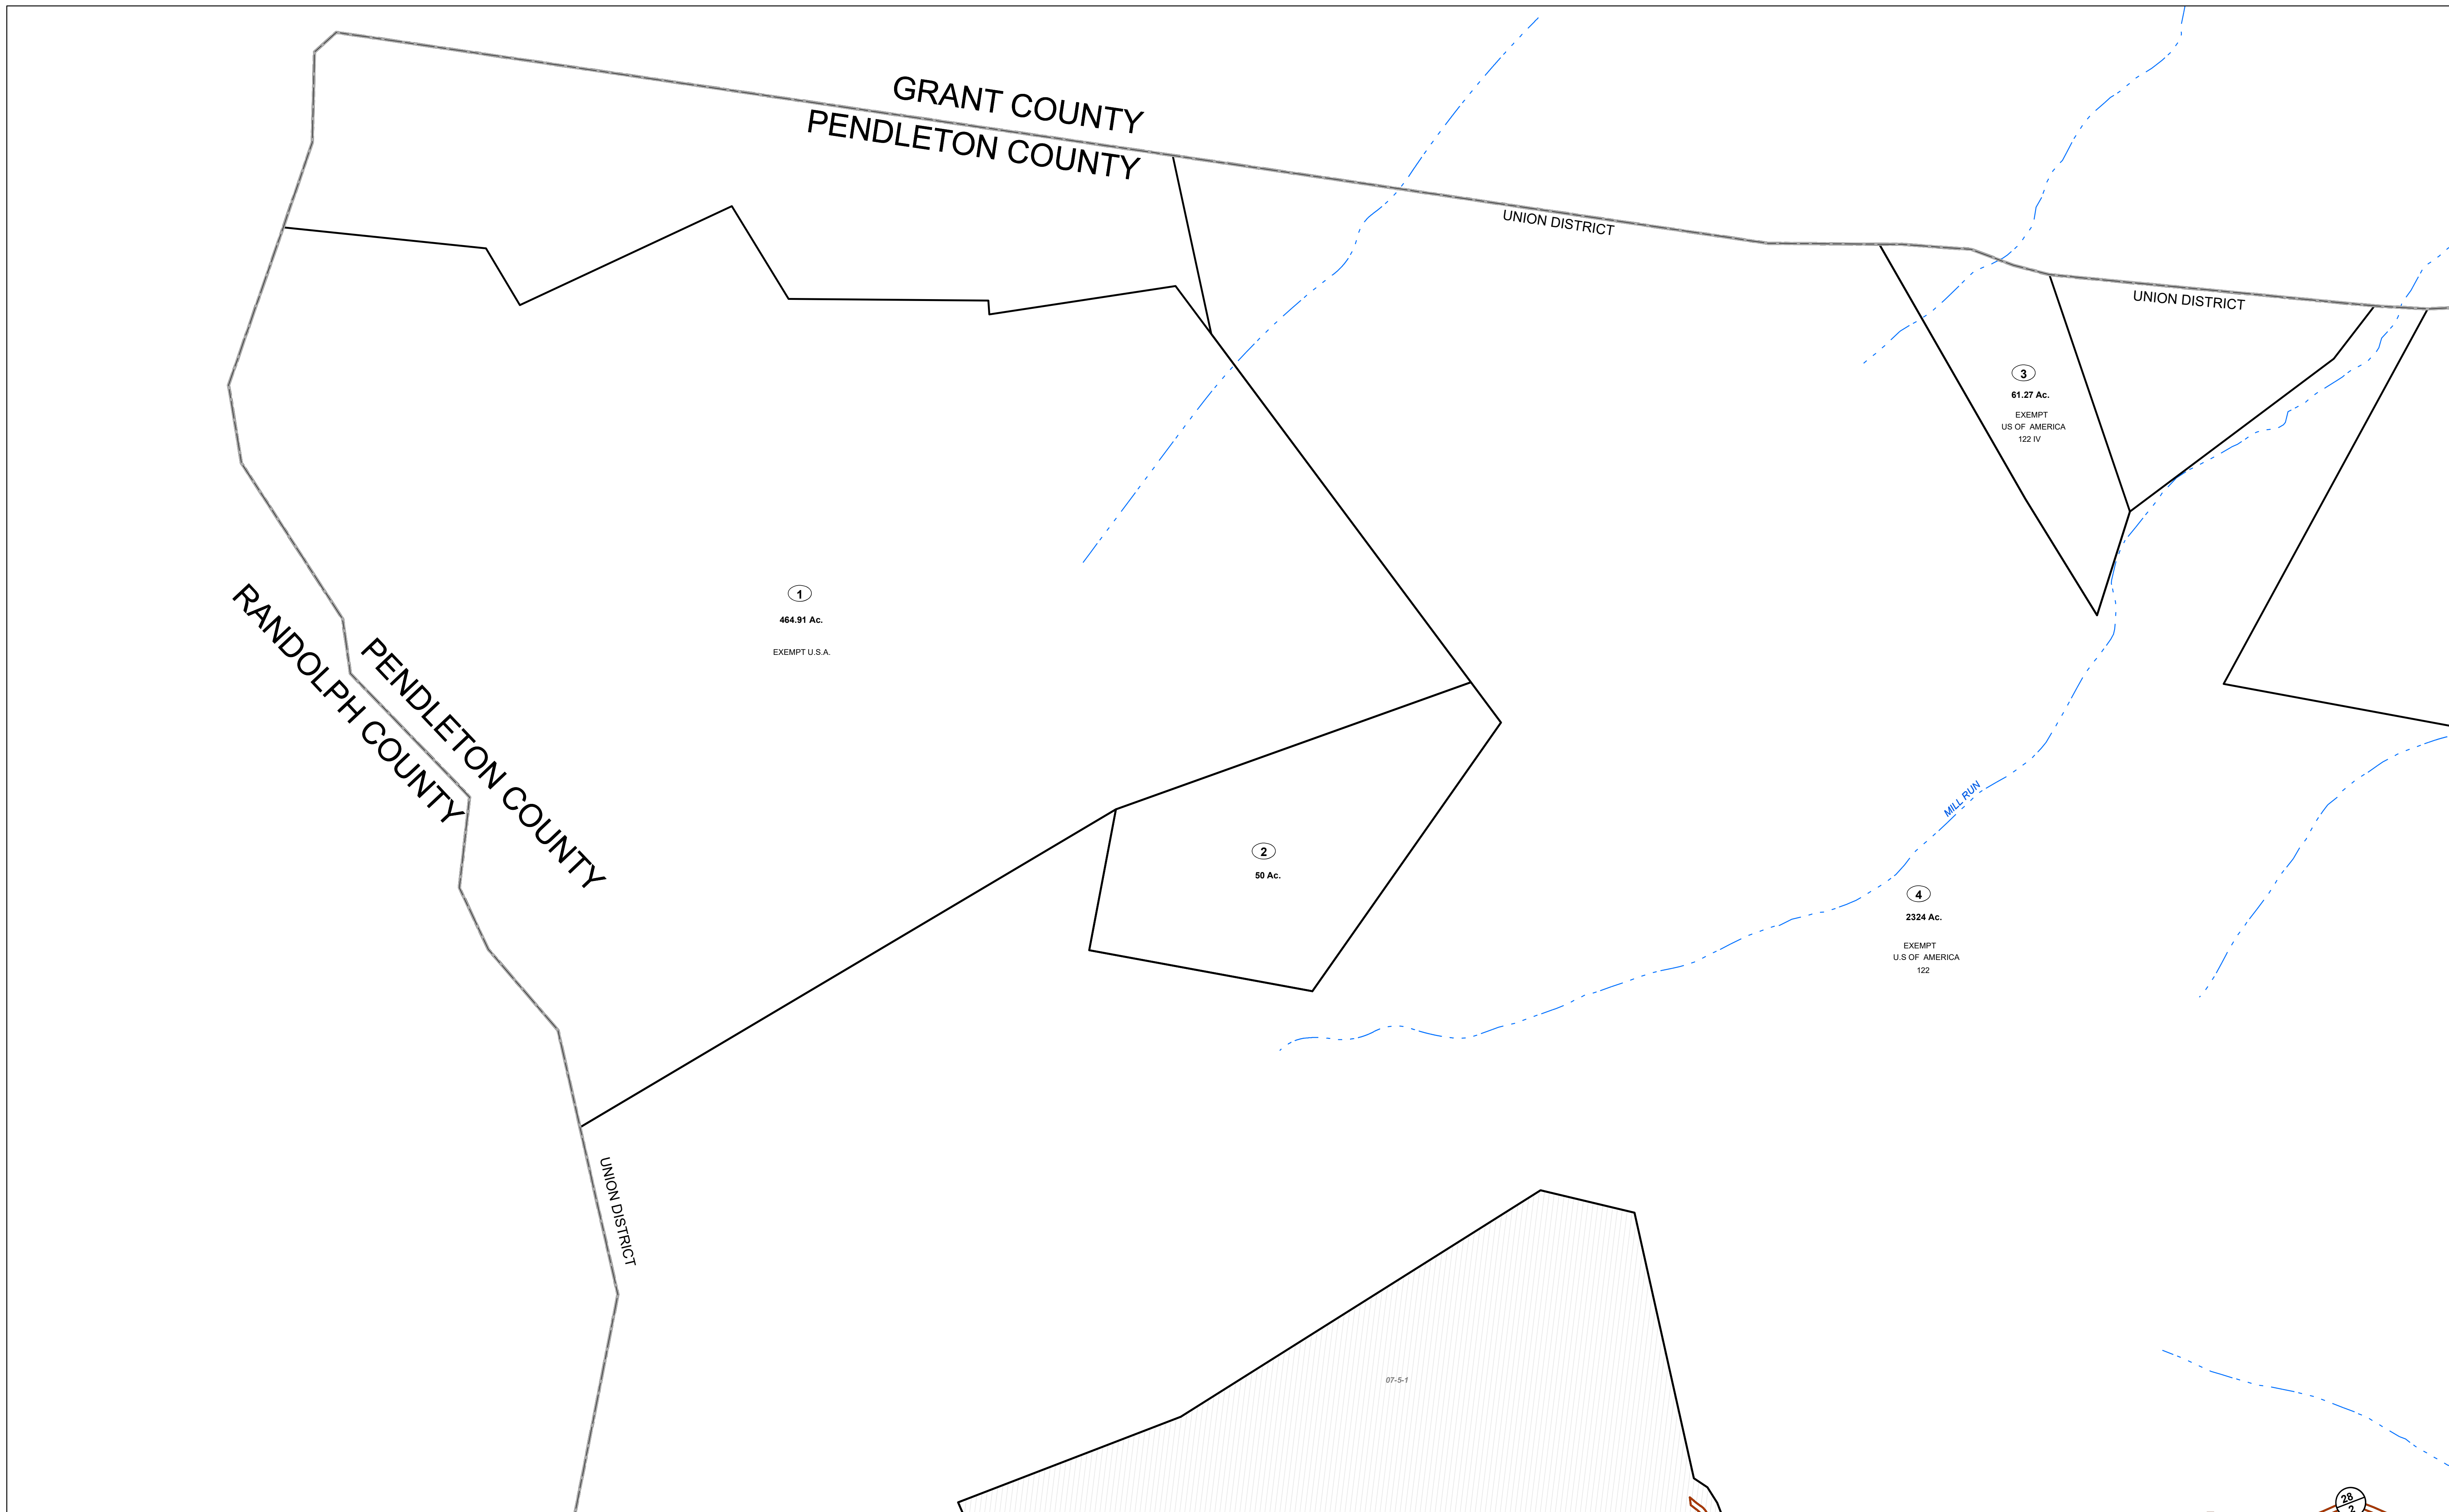 GRANT COUNTY
PENDLETON COUNTY
UNION DISTRICT
UNION DISTRICT
3
61.27 Ac.
EXEMPT
US OF AMERICA
122 IV
1
464.91 Ac.
EXEMPT U.S.A.
RANDOLPH COUNTY
PENDLETON COUNTY
MILL RUN
2
50 Ac.
4
2324 Ac.
EXEMPT
U.S OF AMERICA
122
UNION DISTRICT
07-5-1
28
2